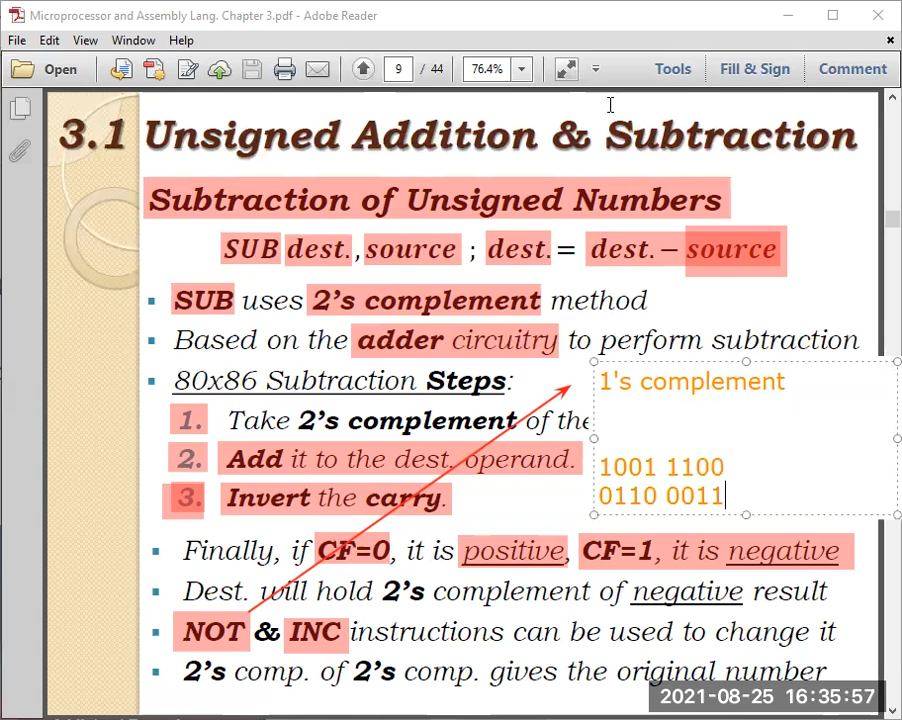 Microprocessor and Assembly Lang. Chapter 3.pdf - Adobe Reader
File Edit View Window Help
Open 9 / 44 76.4% Tools Fill & Sign Comment
3.1 Unsigned Addition & Subtraction
Subtraction of Unsigned Numbers
SUB dest., source ; dest. = dest. − source
▪ SUB uses 2's complement method
▪ Based on the adder circuitry to perform subtraction
▪ 80x86 Subtraction Steps:
1. Take 2's complement of the
2. Add it to the dest. operand.
3. Invert the carry.
1's complement
1001 1100
0110 0011
▪ Finally, if CF=0, it is positive, CF=1, it is negative
▪ Dest. will hold 2's complement of negative result
▪ NOT & INC instructions can be used to change it
▪ 2's comp. of 2's comp. gives the original number
2021-08-25 16:35:57